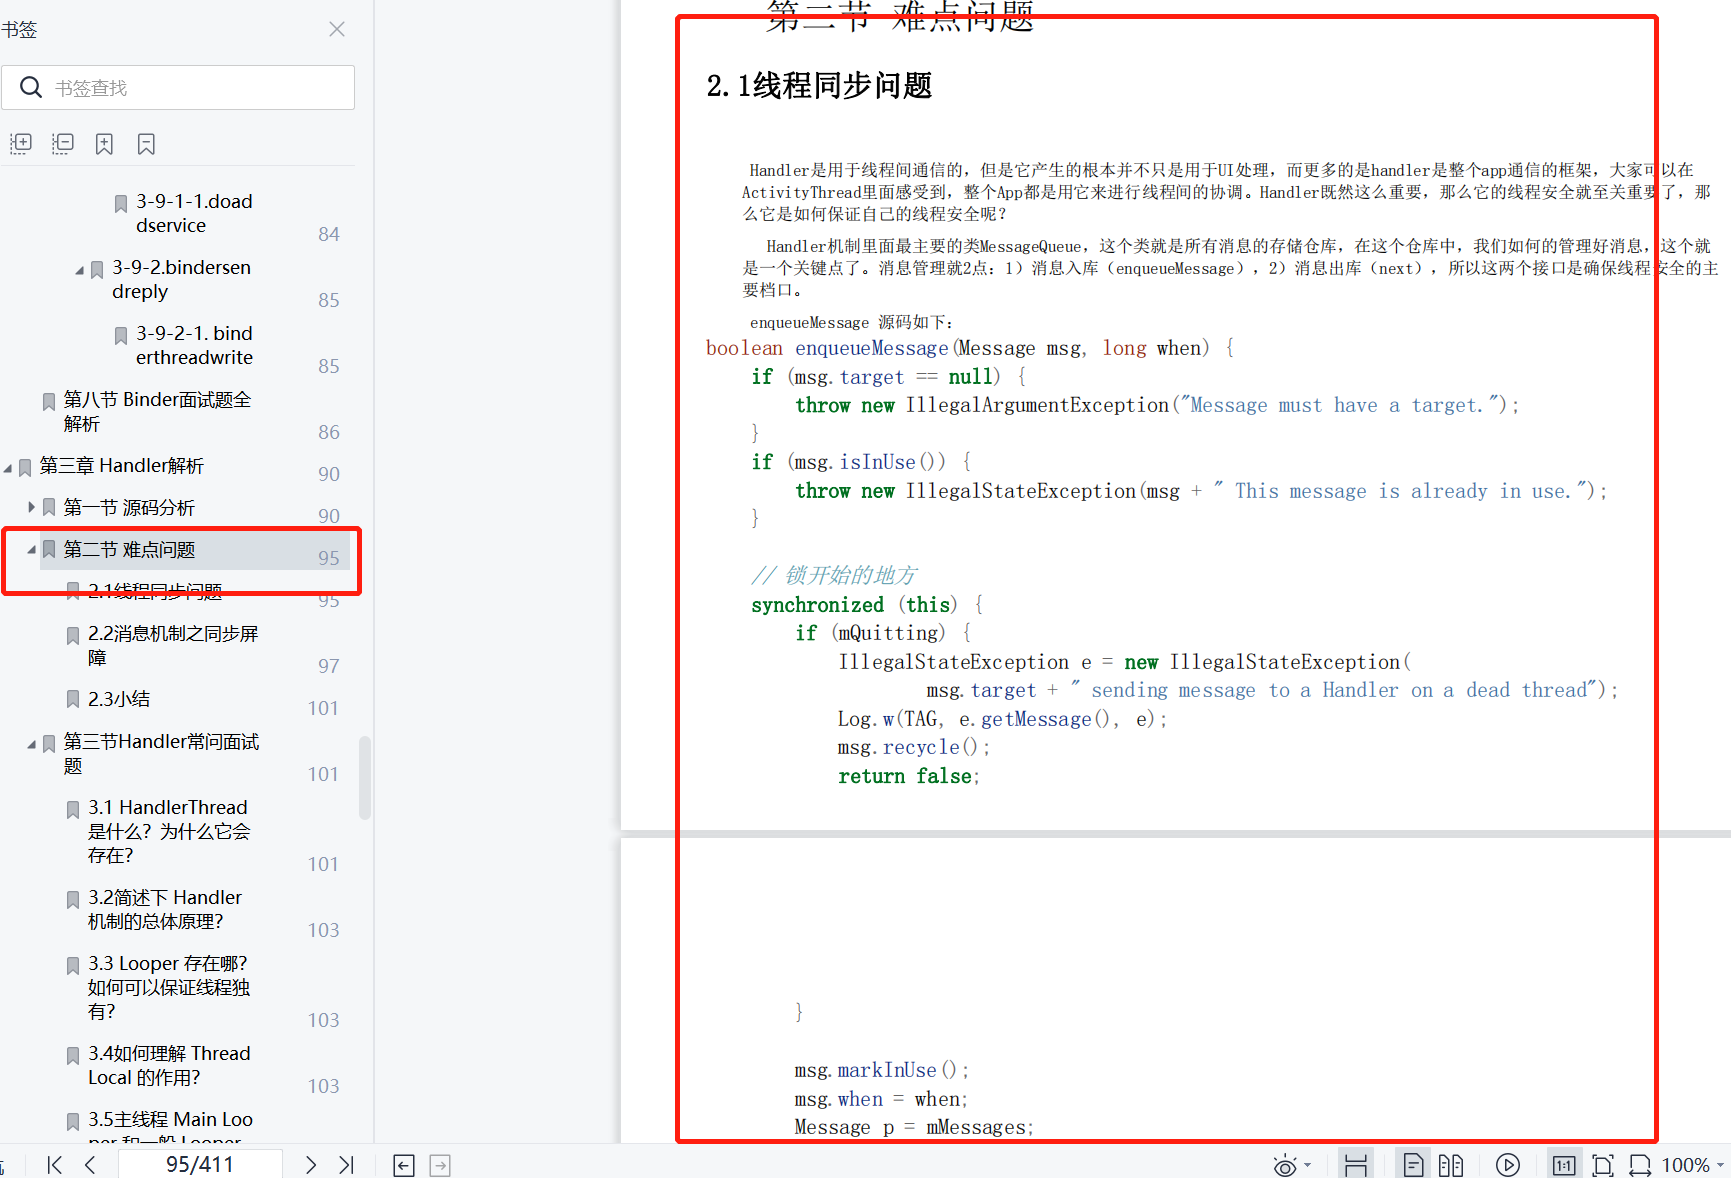 书签
书签查找
3-9-1-1.doad
dservice
84
3-9-2.bindersen
dreply
85
3-9-2-1. bind
erthreadwrite
85
第八节 Binder面试题全
解析
86
第三章 Handler解析
90
第一节 源码分析
90
第二节 难点问题
95
2.1线程同步问题
95
2.2消息机制之同步屏
障
97
2.3小结
101
第三节Handler常问面试
题
101
3.1 HandlerThread
是什么？为什么它会
存在？
101
3.2简述下 Handler
机制的总体原理？
103
3.3 Looper 存在哪？
如何可以保证线程独
有？
103
3.4如何理解 Thread
Local 的作用？
103
3.5主线程 Main Loo
per 和一般 Looper
第二节 难点问题
2.1线程同步问题
Handler是用于线程间通信的，但是它产生的根本并不只是用于UI处理，而更多的是handler是整个app通信的框架，大家可以在
ActivityThread里面感受到，整个App都是用它来进行线程间的协调。Handler既然这么重要，那么它的线程安全就至关重要了，那
么它是如何保证自己的线程安全呢？
Handler机制里面最主要的类MessageQueue，这个类就是所有消息的存储仓库，在这个仓库中，我们如何的管理好消息，这个就
是一个关键点了。消息管理就2点：1）消息入库（enqueueMessage），2）消息出库（next），所以这两个接口是确保线程安全的主
要档口。
enqueueMessage 源码如下：
boolean enqueueMessage(Message msg, long when) {
if (msg.target == null) {
throw new IllegalArgumentException("Message must have a target.");
}
if (msg.isInUse()) {
throw new IllegalStateException(msg + " This message is already in use.");
}
// 锁开始的地方
synchronized (this) {
if (mQuitting) {
IllegalStateException e = new IllegalStateException(
msg.target + " sending message to a Handler on a dead thread");
Log.w(TAG, e.getMessage(), e);
msg.recycle();
return false;
}
msg.markInUse();
msg.when = when;
Message p = mMessages;
95/411
1:1
100%